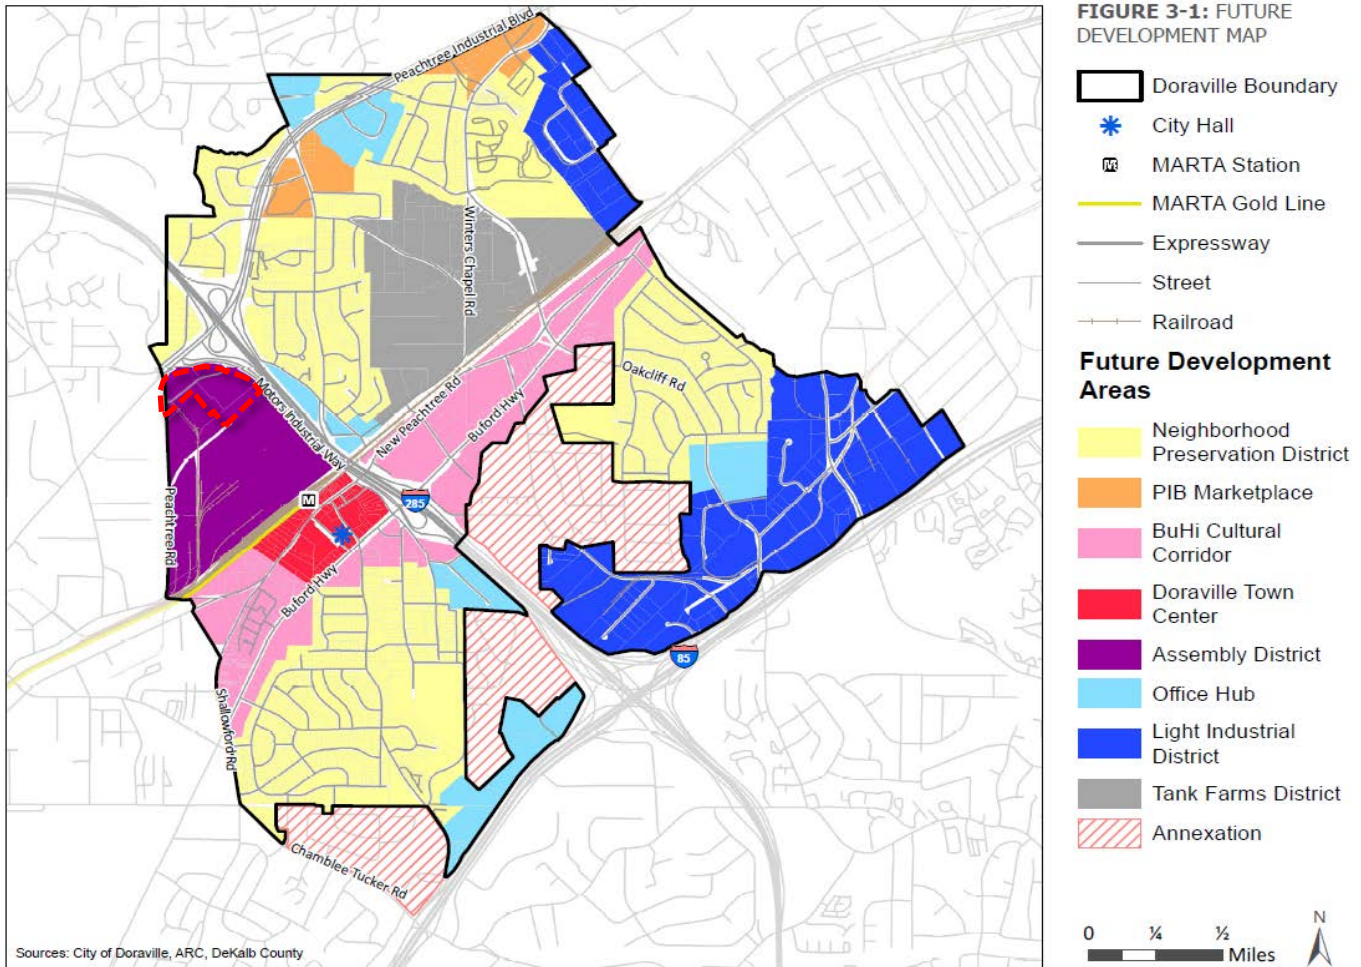 FIGURE 3-1: FUTURE
DEVELOPMENT MAP
Doraville Boundary
City Hall
M
MARTA Station
MARTA Gold Line
Expressway
Street
Railroad
Future Development
Areas
Neighborhood
Preservation District
PIB Marketplace
BuHi Cultural
Corridor
Doraville Town
Center
Assembly District
Office Hub
Light Industrial
District
Tank Farms District
Annexation
0 ¼ ½
Miles
N
Peachtree Industrial Blvd
Winters Chapel Rd
Oakcliff Rd
Motors Industrial Way
New Peachtree Rd
Buford Hwy
285
M
Peachtree Rd
Buford Hwy
85
Shallowford Rd
Chamblee Tucker Rd
Sources: City of Doraville, ARC, DeKalb County